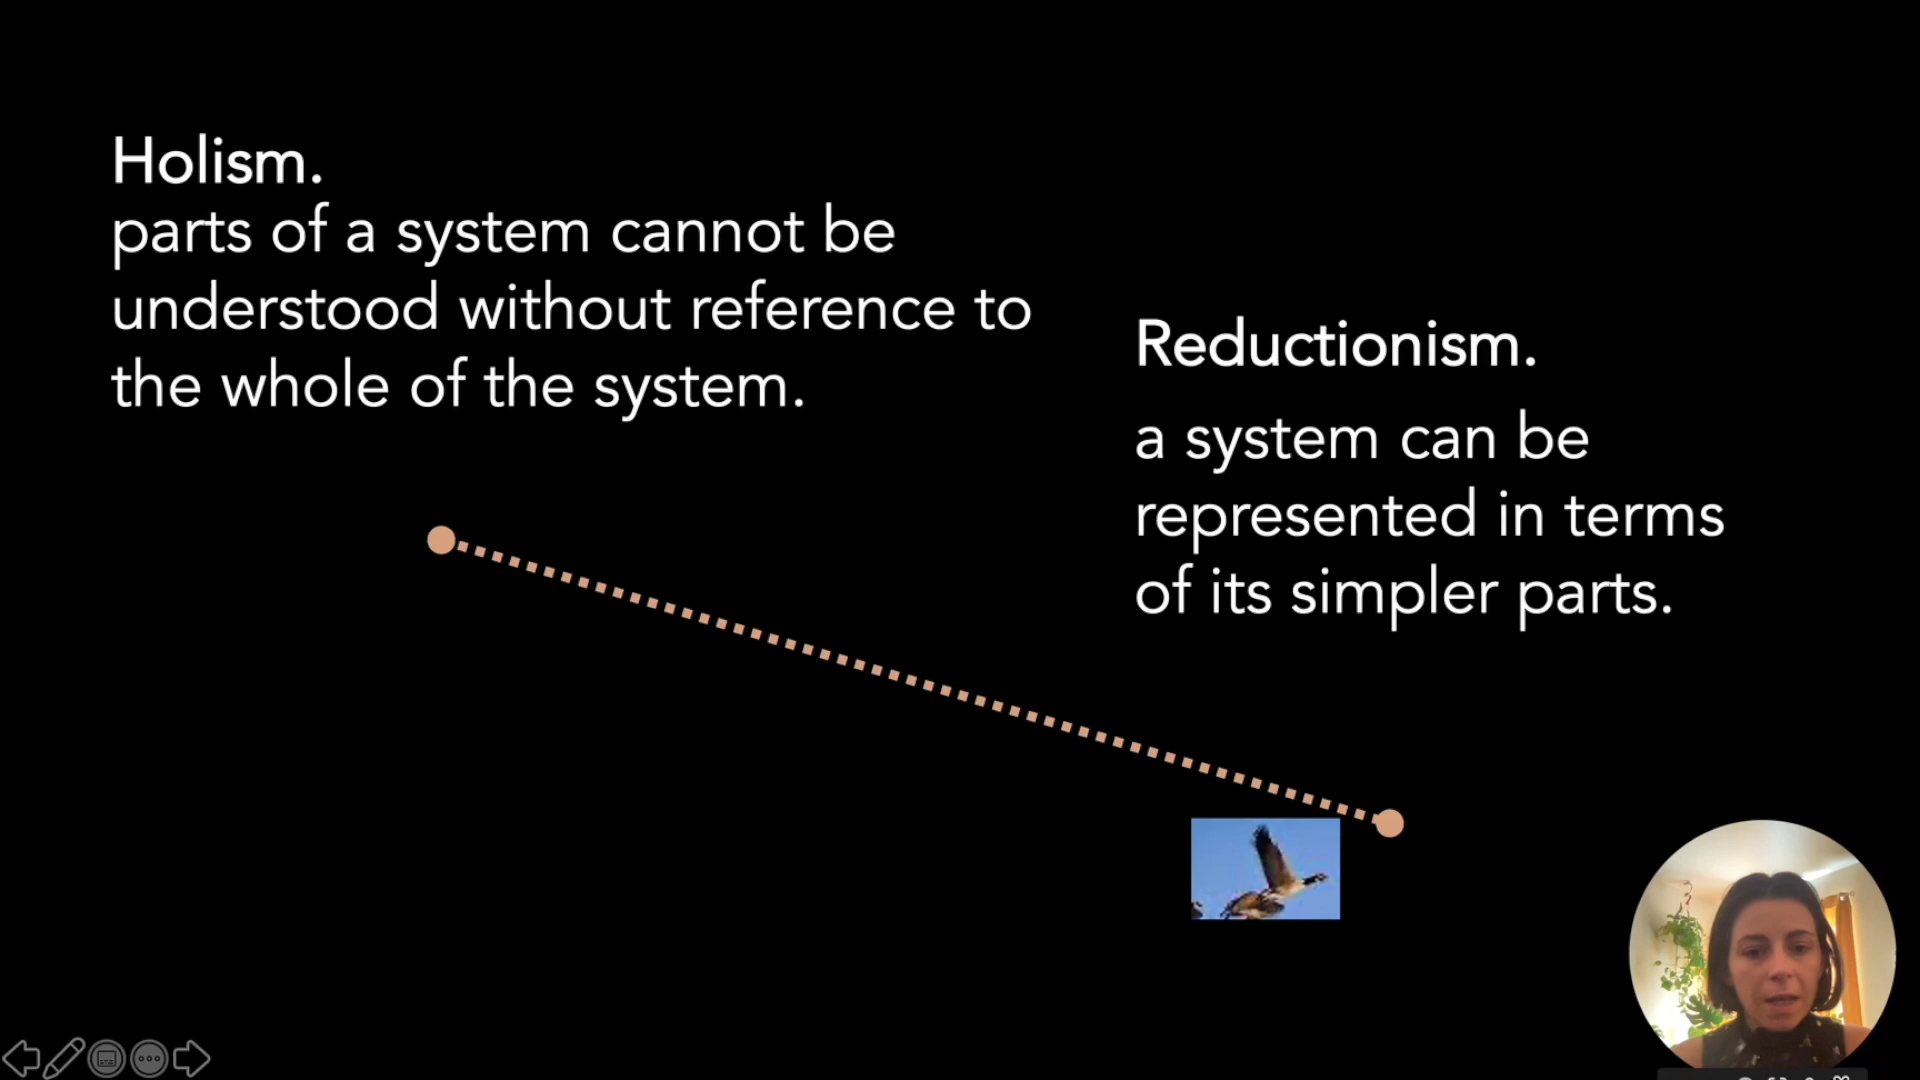 Holism.
parts of a system cannot be
understood without reference to
the whole of the system.
Reductionism.
a system can be
represented in terms
of its simpler parts.